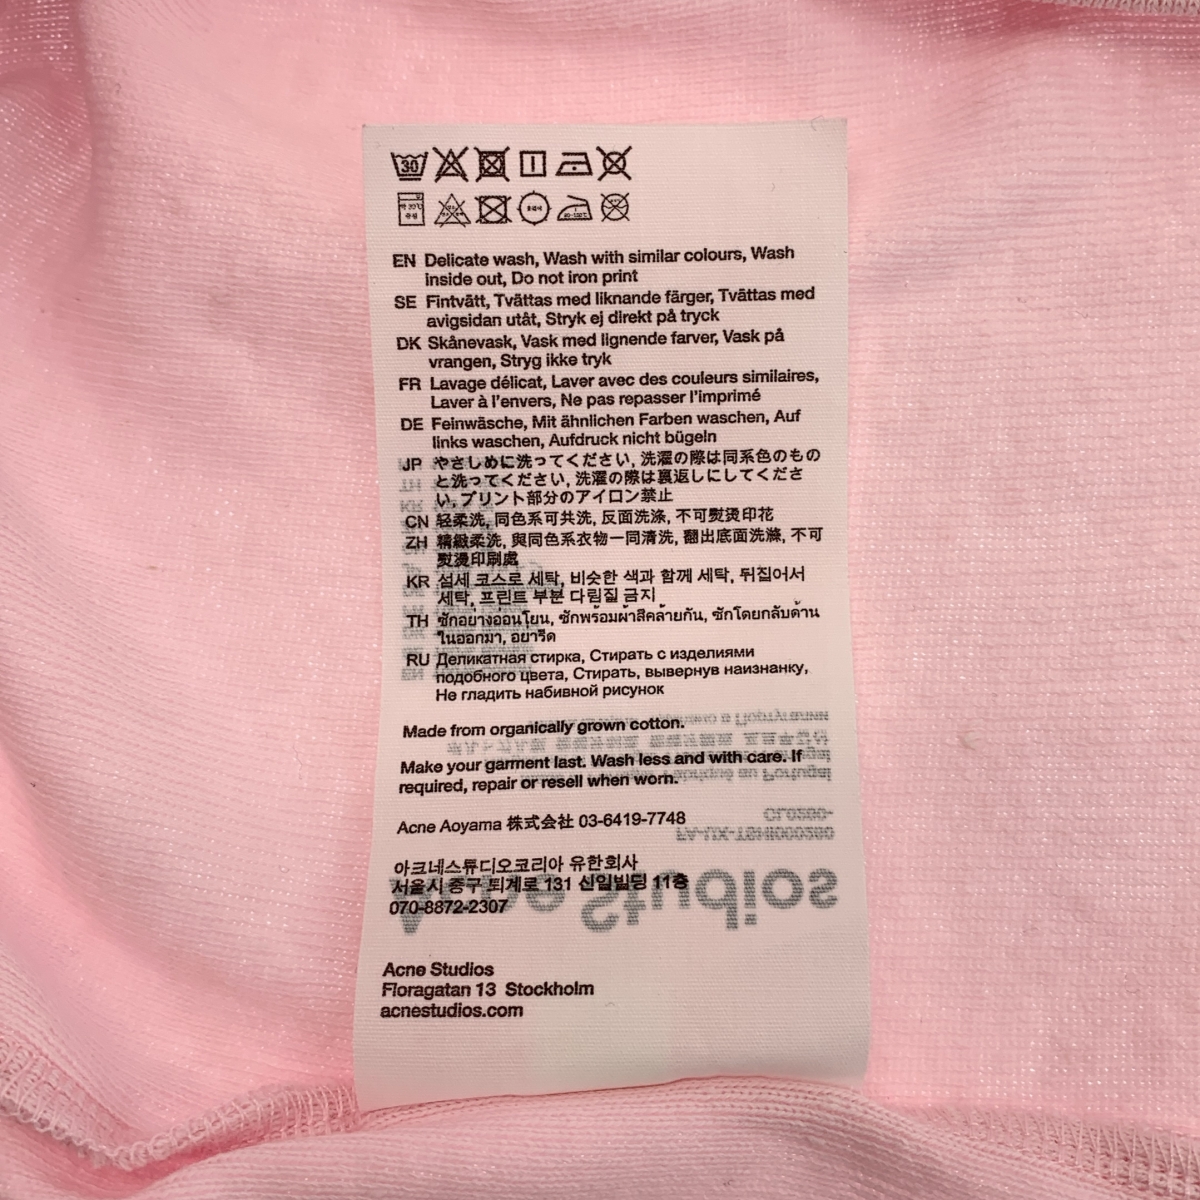 30
EN Delicate wash, Wash with similar colours, Wash
inside out, Do not iron print
SE Fintvätt, Tvättas med liknande färger, Tvättas med
avigsidan utåt, Stryk ej direkt på tryck
DK Skånevask, Vask med lignende farver, Vask på
vrangen, Stryg ikke tryk
FR Lavage délicat, Laver avec des couleurs similaires,
Laver à l'envers, Ne pas repasser l'imprimé
DE Feinwäsche, Mit ähnlichen Farben waschen, Auf
links waschen, Aufdruck nicht bügeln
JP やさしめに洗ってください, 洗濯の際は同系色のもの
と洗ってください, 洗濯の際は裏返しにしてくださ
い, プリント部分のアイロン禁止
CN 轻柔洗, 同色系可共洗, 反面洗涤, 不可熨烫印花
ZH 精緻柔洗, 與同色系衣物一同清洗, 翻出底面洗滌, 不可
熨燙印刷處
KR 섬세 코스로 세탁, 비슷한 색과 함께 세탁, 뒤집어서
세탁, 프린트 부분 다림질 금지
TH ซักอย่างอ่อนโยน, ซักพร้อมผ้าสีคล้ายกัน, ซักโดยกลับด้าน
ในออกมา, อย่ารีด
RU Деликатная стирка, Стирать с изделиями
подобного цвета, Стирать, вывернув наизнанку,
Не гладить набивной рисунок
Made from organically grown cotton.
Make your garment last. Wash less and with care. If
required, repair or resell when worn.
Acne Aoyama 株式会社 03-6419-7748
아크네스튜디오코리아 유한회사
서울시 중구 퇴계로 131 신일빌딩 11층
070-8872-2307
Acne Studios
Floragatan 13 Stockholm
acnestudios.com